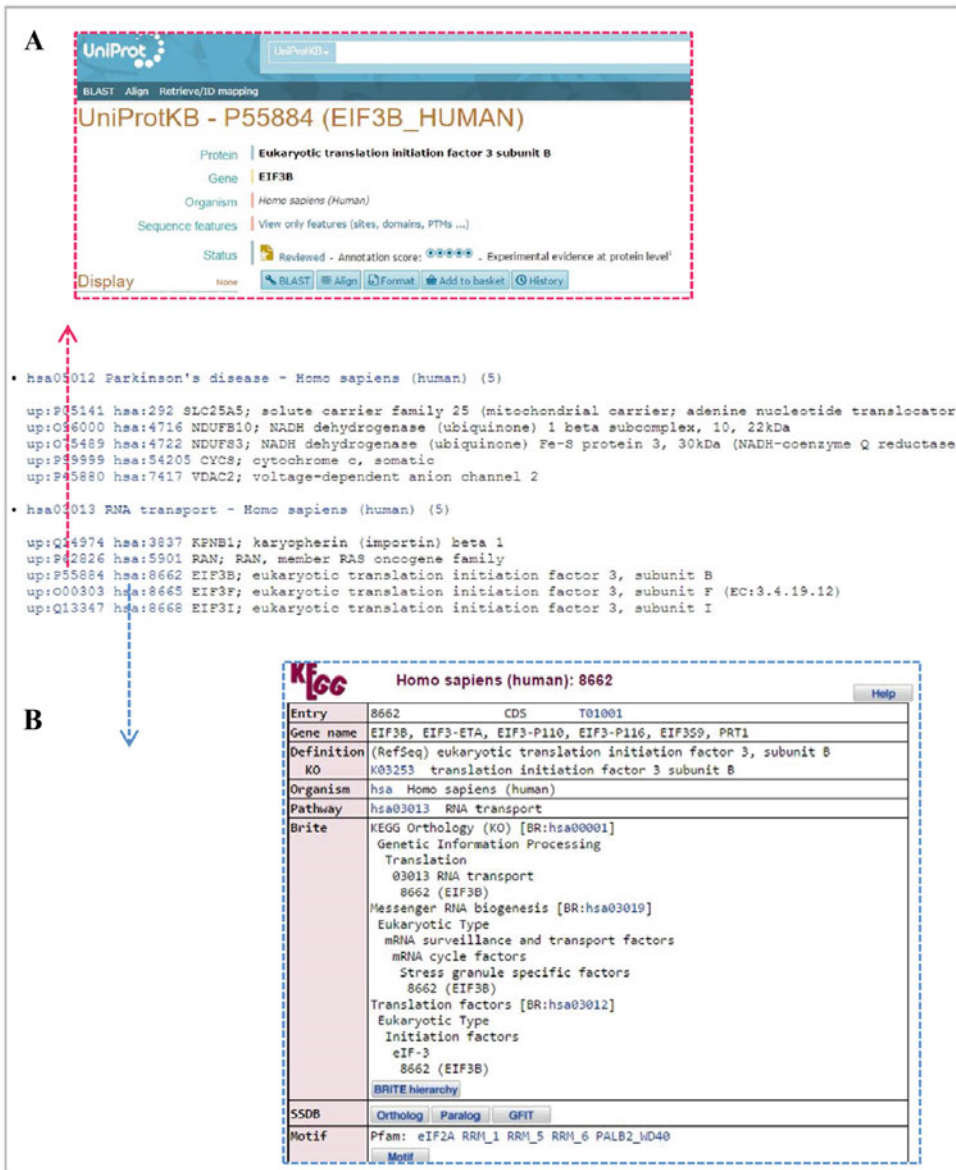 A
UniProt
UniProtKB
BLAST Align Retrieve/ID mapping
UniProtKB - P55884 (EIF3B_HUMAN)
Protein Eukaryotic translation initiation factor 3 subunit B
Gene EIF3B
Organism Homo sapiens (Human)
Sequence features View only features (sites, domains, PTMs ...)
Status Reviewed - Annotation score: - Experimental evidence at protein level
Display None BLAST Align Format Add to basket History
• hsa05012 Parkinson's disease - Homo sapiens (human) (5)
up:P05141 hsa:292 SLC25A5; solute carrier family 25 (mitochondrial carrier; adenine nucleotide translocator
up:O96000 hsa:4716 NDUFB10; NADH dehydrogenase (ubiquinone) 1 beta subcomplex, 10, 22kDa
up:O75489 hsa:4722 NDUFS3; NADH dehydrogenase (ubiquinone) Fe-S protein 3, 30kDa (NADH-coenzyme Q reductase
up:P99999 hsa:54205 CYCS; cytochrome c, somatic
up:P45880 hsa:7417 VDAC2; voltage-dependent anion channel 2
• hsa03013 RNA transport - Homo sapiens (human) (5)
up:Q14974 hsa:3837 KPNB1; karyopherin (importin) beta 1
up:P62826 hsa:5901 RAN; RAN, member RAS oncogene family
up:P55884 hsa:8662 EIF3B; eukaryotic translation initiation factor 3, subunit B
up:O00303 hsa:8665 EIF3F; eukaryotic translation initiation factor 3, subunit F (EC:3.4.19.12)
up:Q13347 hsa:8668 EIF3I; eukaryotic translation initiation factor 3, subunit I
B
KEGG Homo sapiens (human): 8662
Help
Entry 8662 CDS T01001
Gene name EIF3B, EIF3-ETA, EIF3-P110, EIF3-P116, EIF3S9, PRT1
Definition (RefSeq) eukaryotic translation initiation factor 3, subunit B
KO K03253 translation initiation factor 3 subunit B
Organism hsa Homo sapiens (human)
Pathway hsa03013 RNA transport
Brite KEGG Orthology (KO) [BR:hsa00001]
Genetic Information Processing
Translation
03013 RNA transport
8662 (EIF3B)
Messenger RNA biogenesis [BR:hsa03019]
Eukaryotic Type
mRNA surveillance and transport factors
mRNA cycle factors
Stress granule specific factors
8662 (EIF3B)
Translation factors [BR:hsa03012]
Eukaryotic Type
Initiation factors
eIF-3
8662 (EIF3B)
BRITE hierarchy
SSDB Ortholog Paralog GFIT
Motif Pfam: eIF2A RRM_1 RRM_5 RRM_6 PALB2_WD40
Motif